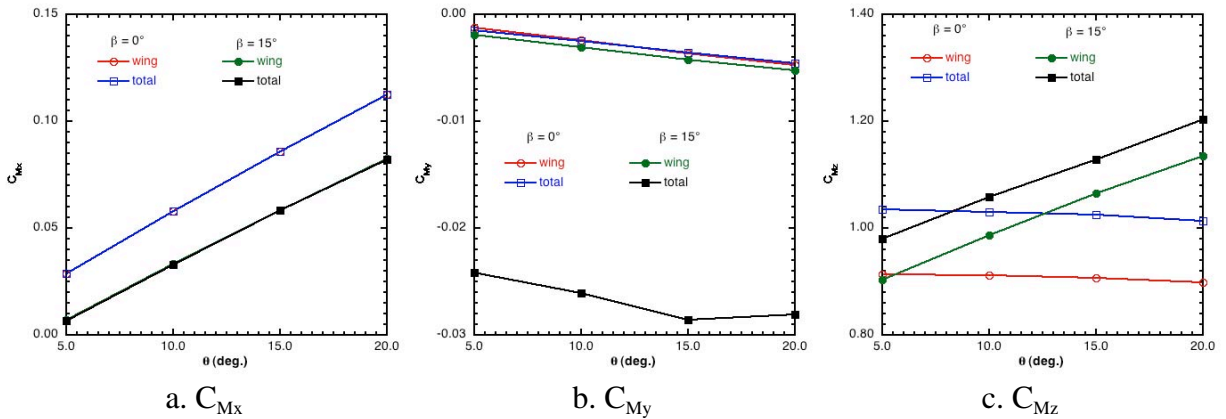 C_Mx
0.15
0.10
0.05
0.00
β = 0°
β = 15°
wing
wing
total
total
5.0 10.0 15.0 20.0
θ (deg.)
a. C_Mx
C_My
0.00
-0.01
-0.02
-0.03
β = 0°
β = 15°
wing
wing
total
total
5.0 10.0 15.0 20.0
θ (deg.)
b. C_My
C_Mz
1.40
1.20
1.00
0.80
β = 0°
β = 15°
wing
wing
total
total
5.0 10.0 15.0 20.0
θ (deg.)
c. C_Mz